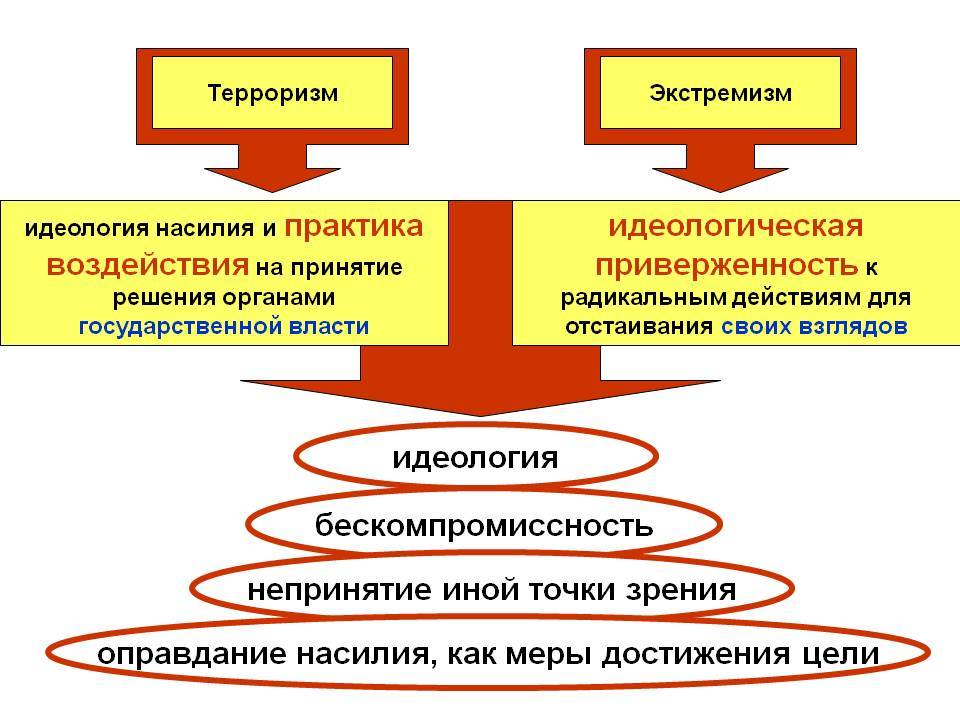 Терроризм
Экстремизм
идеология насилия и практика
воздействия на принятие
решения органами
государственной власти
идеологическая
приверженность к
радикальным действиям для
отстаивания своих взглядов
идеология
бескомпромиссность
непринятие иной точки зрения
оправдание насилия, как меры достижения цели